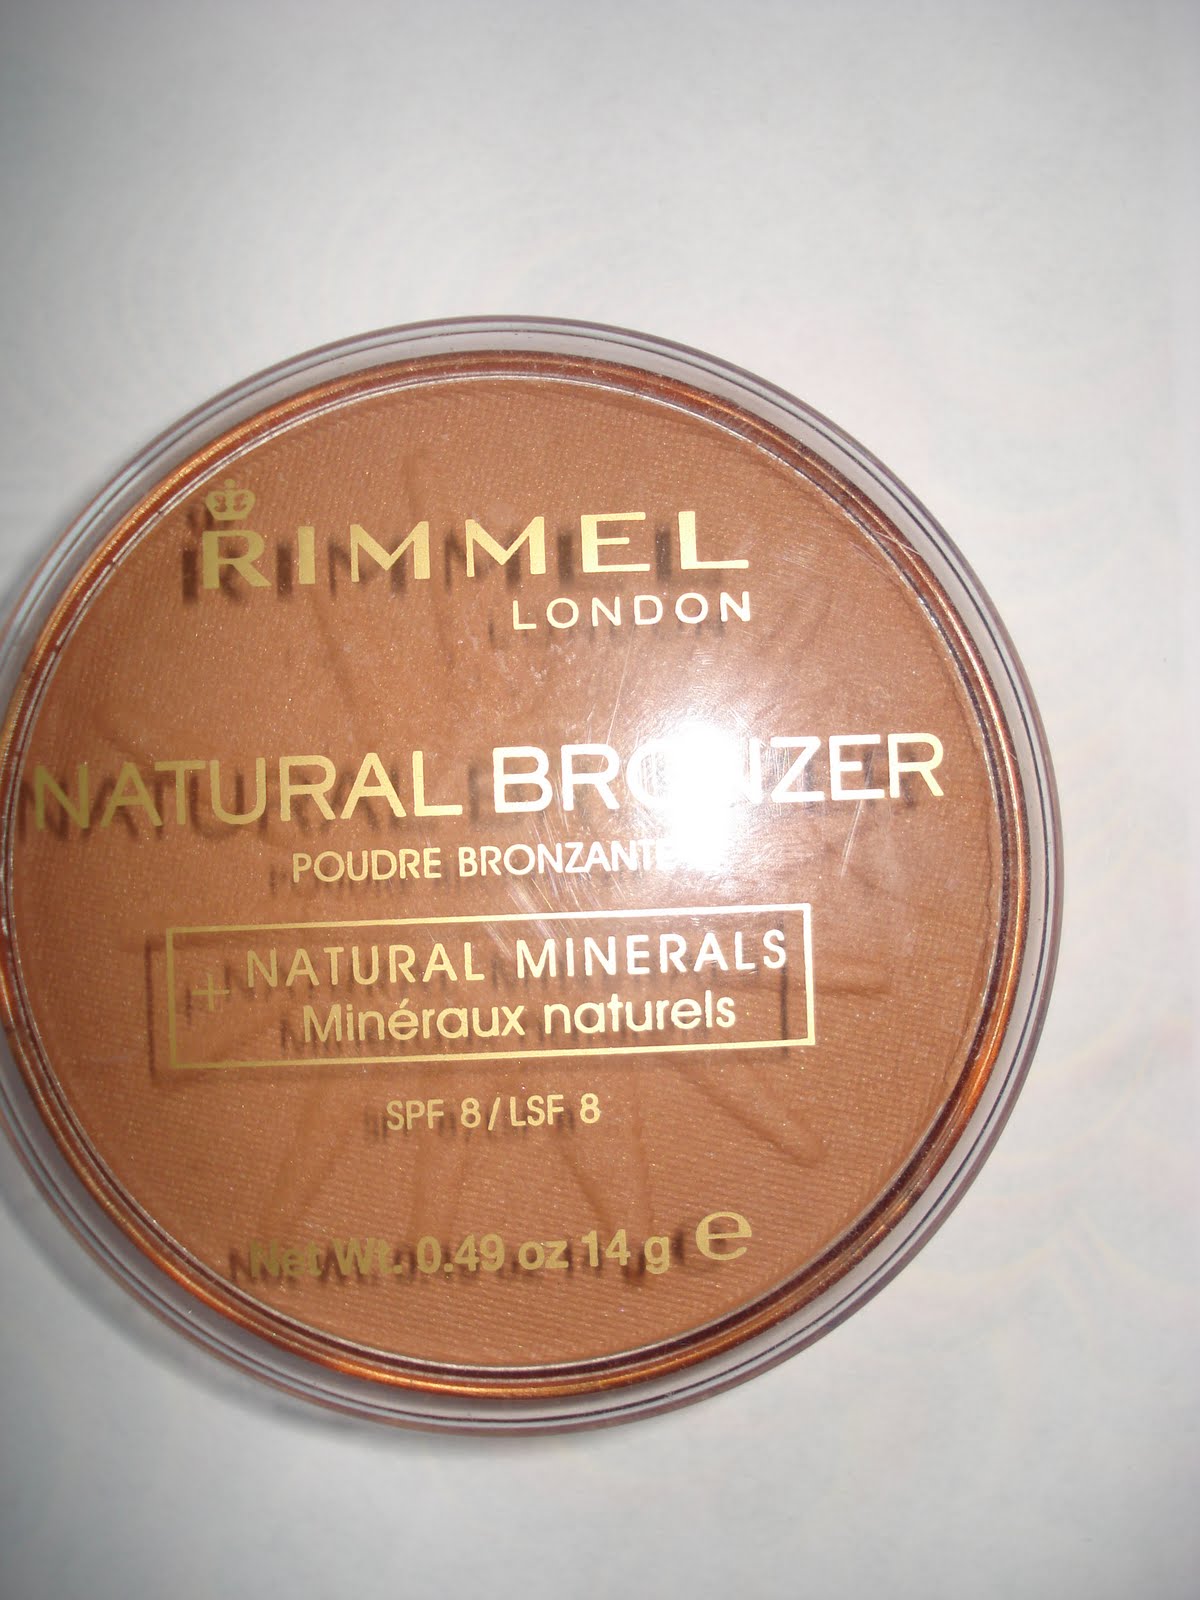 RIMMEL
LONDON
NATURAL BRONZER
POUDRE BRONZANTE
+ NATURAL MINERALS
Minéraux naturels
SPF 8/LSF 8
Net Wt. 0.49 oz 14 g e